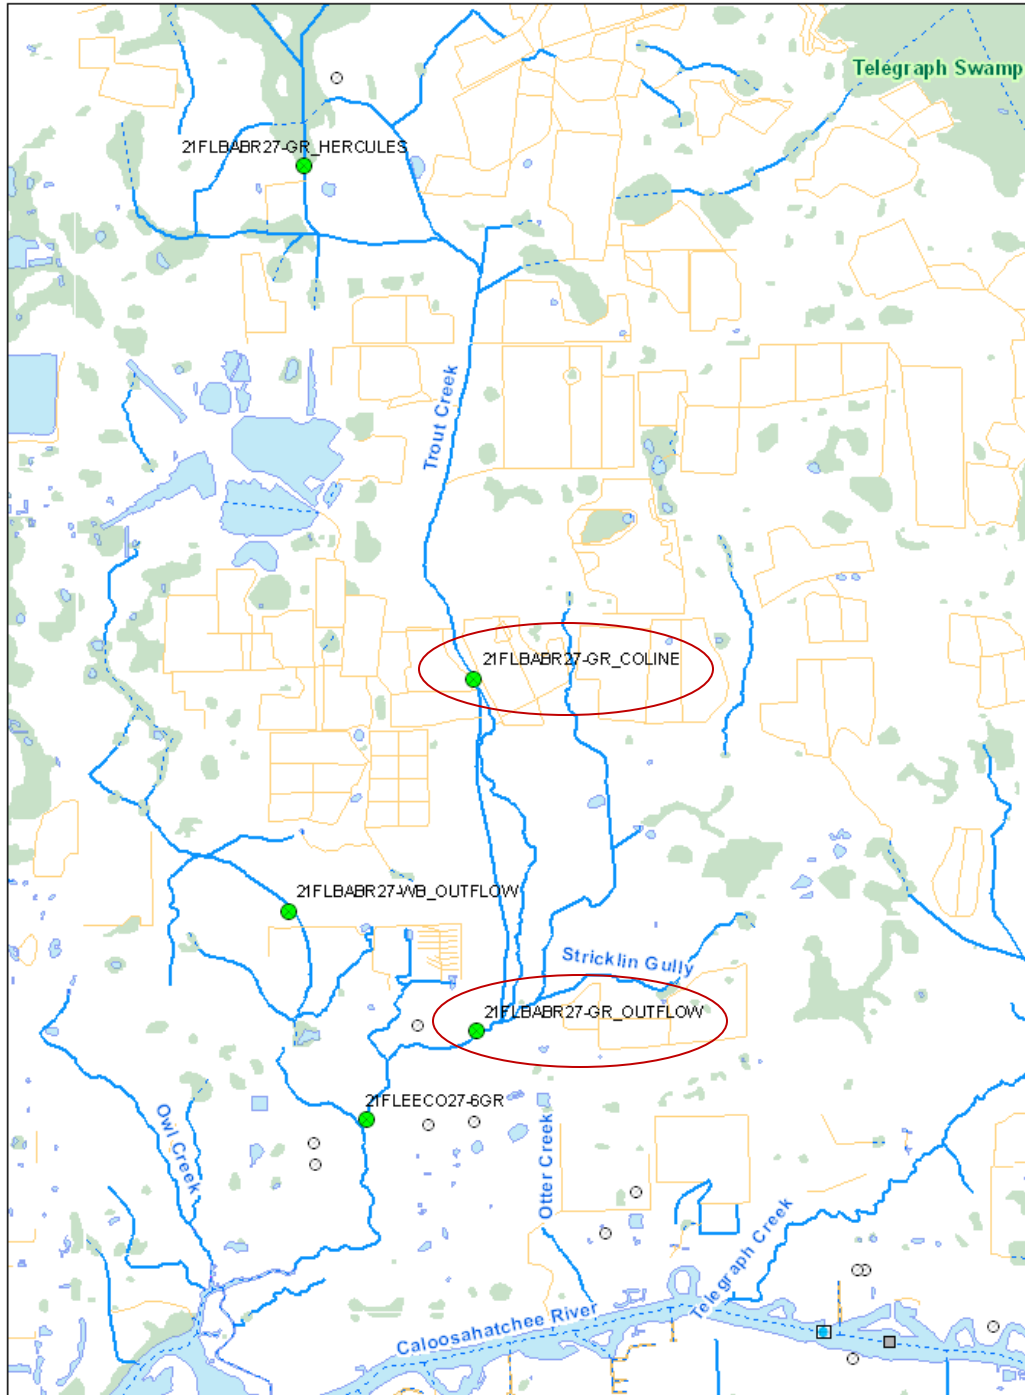 Telegraph Swamp
21FLBABR27-GR_HERCULES
Trout Creek
21FLBABR27-GR_COLINE
21FLBABR27-WB_OUTFLOW
Stricklin Gully
21FLBABR27-GR_OUTFLOW
21FLEECO27-6GR
Owl Creek
Otter Creek
Telegraph Creek
Caloosahatchee River